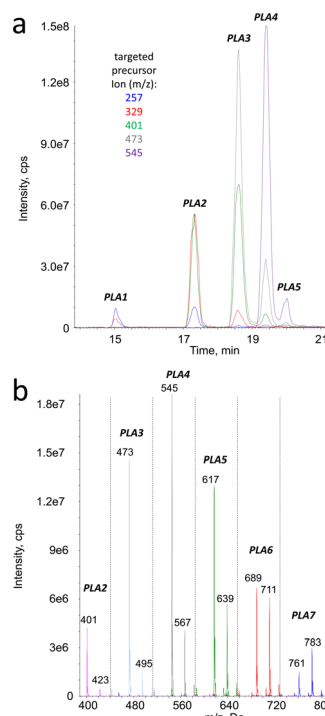 a
1.5e8
9.0e7
6.0e7
3.0e7
0
Intensity, cps
targeted
precursor
Ion (m/z):
257
329
401
473
545
PLA1
PLA2
PLA3
PLA4
PLA5
15
17
19
21
Time, min
b
1.8e7
1.5e7
1.2e7
9e6
6e6
3e6
0
Intensity, cps
PLA4
545
PLA3
473
PLA5
617
PLA2
401
423
495
567
639
PLA6
689
711
PLA7
761
783
400
480
560
640
720